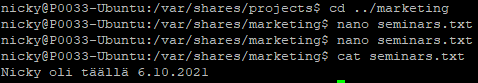 nicky@P0033-Ubuntu:/var/shares/projects$ cd ../marketing
nicky@P0033-Ubuntu:/var/shares/marketing$ nano seminars.txt
nicky@P0033-Ubuntu:/var/shares/marketing$ nano seminars.txt
nicky@P0033-Ubuntu:/var/shares/marketing$ cat seminars.txt
Nicky oli täällä 6.10.2021